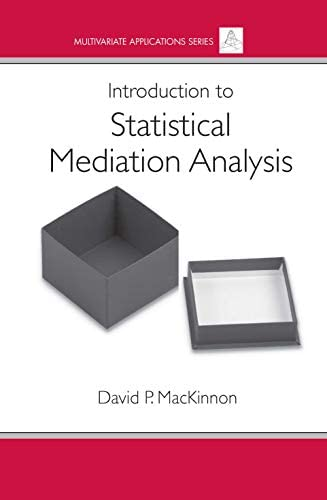 MULTIVARIATE APPLICATIONS SERIES
Introduction to
Statistical
Mediation Analysis
David P. MacKinnon